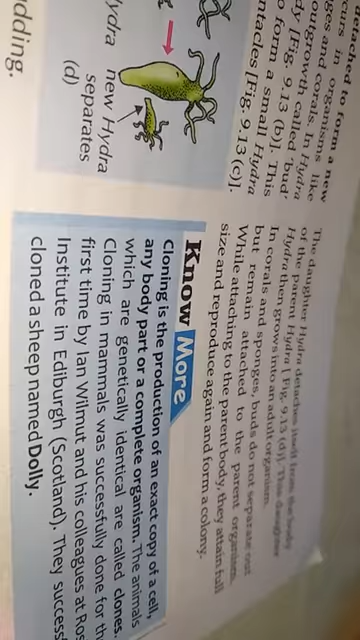 detached to form a new
curs in organisms
ges and corals. In Hydra
outgrowth called 'bud'
dy [Fig. 9.13 (b)]. This
o form a small Hydra
ntacles [Fig. 9.13 (c)].
ydra
new Hydra
separates
(d)
dding.
The daughter Hydra detaches itself from the body
of the parent Hydra [ Fig. 9.13 (d)]. This daughter
Hydra then grows into an adult organism.
In corals and sponges, buds do not separate out
but remain attached to the parent organism.
While attaching to the parent body, they attain full
size and reproduce again and form a colony.
Know More
Cloning is the production of an exact copy of a cell,
any body part or a complete organism. The animals
which are genetically identical are called clones.
Cloning in mammals was successfully done for th
first time by Ian Wilmut and his colleagues at Ros
Institute in Ediburgh (Scotland). They success
cloned a sheep named Dolly.